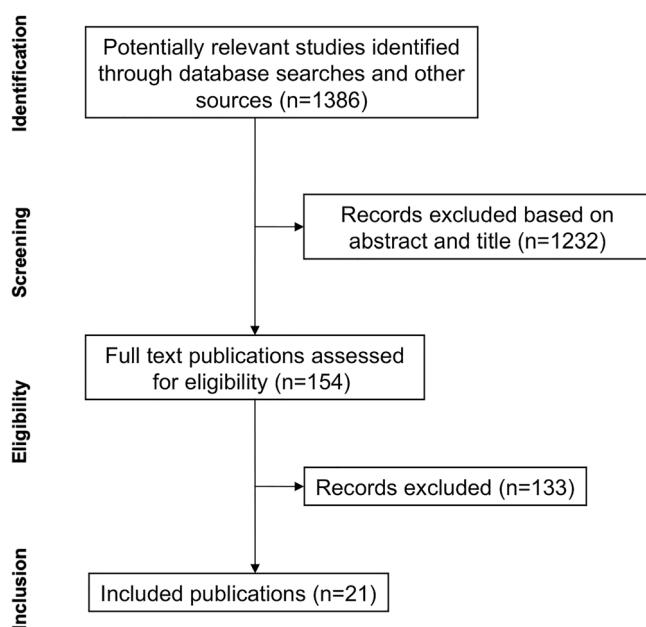 Identification
Potentially relevant studies identified
through database searches and other
sources (n=1386)
Screening
Records excluded based on
abstract and title (n=1232)
Full text publications assessed
for eligibility (n=154)
Eligibility
Records excluded (n=133)
Inclusion
Included publications (n=21)